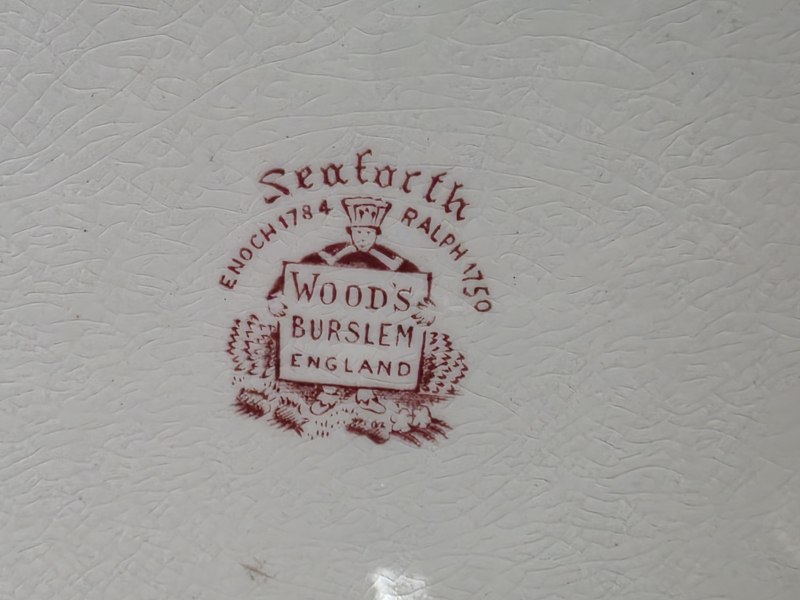 Seaforth
ENOCH 1784 RALPH 1750
WOOD'S
BURSLEM
ENGLAND